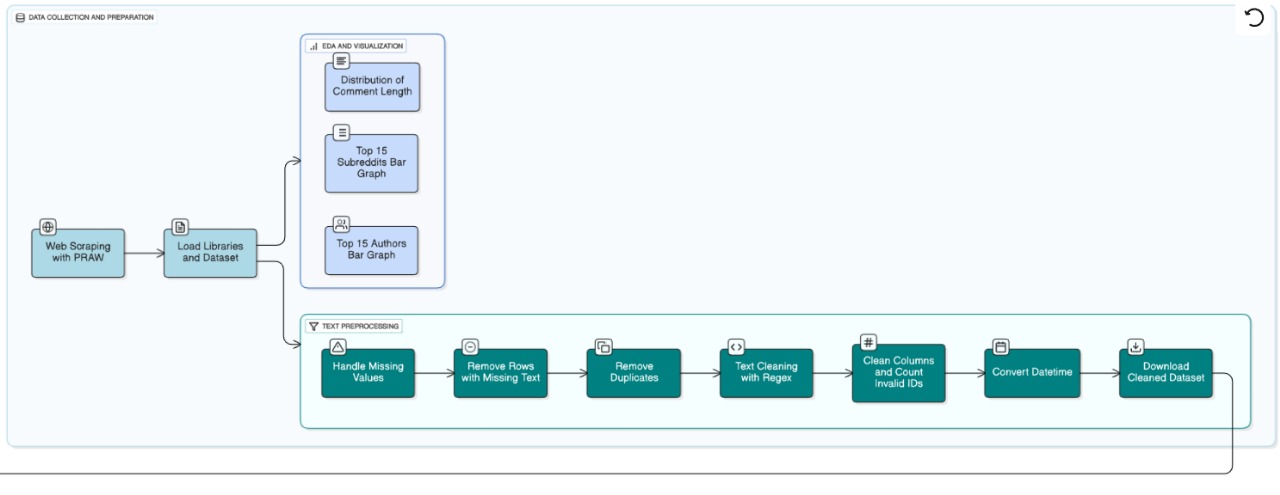 DATA COLLECTION AND PREPARATION
EDA AND VISUALIZATION
Distribution of
Comment Length
Top 15
Subreddits Bar
Graph
Top 15 Authors
Bar Graph
Web Scraping
with PRAW
Load Libraries
and Dataset
TEXT PREPROCESSING
Handle Missing
Values
Remove Rows
with Missing Text
Remove
Duplicates
Text Cleaning
with Regex
Clean Columns
and Count
Invalid IDs
Convert Datetime
Download
Cleaned Dataset